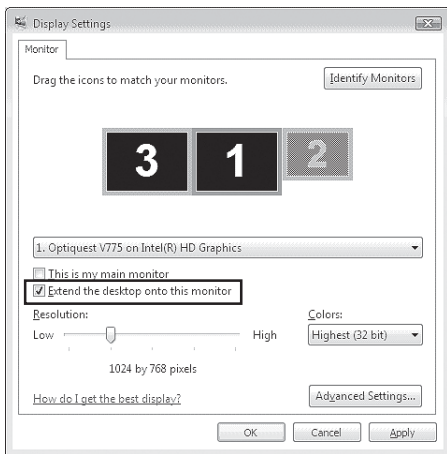 Display Settings
Monitor
Drag the icons to match your monitors.
Identify Monitors
3 1 2
1. Optiquest V775 on Intel(R) HD Graphics
This is my main monitor
Extend the desktop onto this monitor
Resolution:
Colors:
Low High
Highest (32 bit)
1024 by 768 pixels
How do I get the best display?
Advanced Settings...
OK Cancel Apply